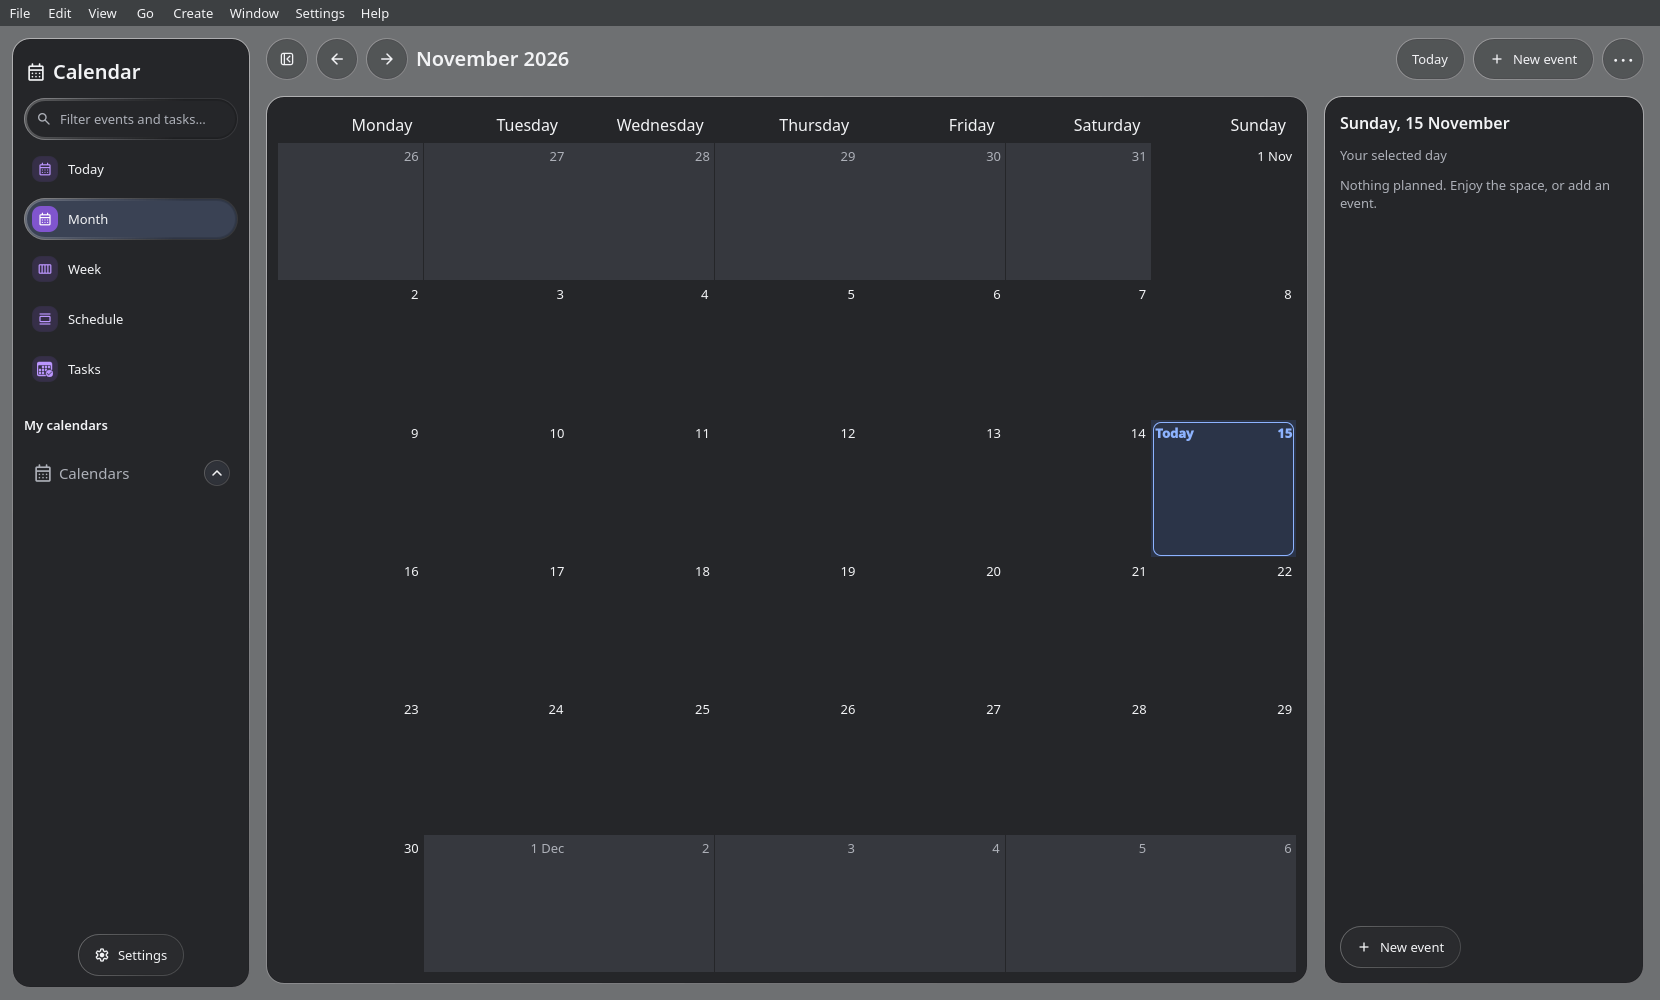 File Edit View Go Create Window Settings Help
Calendar
Filter events and tasks...
Today
Month
Week
Schedule
Tasks
My calendars
Calendars
Settings
November 2026
Today
New event
Monday Tuesday Wednesday Thursday Friday Saturday Sunday
26 27 28 29 30 31 1 Nov
2 3 4 5 6 7 8
9 10 11 12 13 14 Today 15
16 17 18 19 20 21 22
23 24 25 26 27 28 29
30 1 Dec 2 3 4 5 6
Sunday, 15 November
Your selected day
Nothing planned. Enjoy the space, or add an
event.
New event